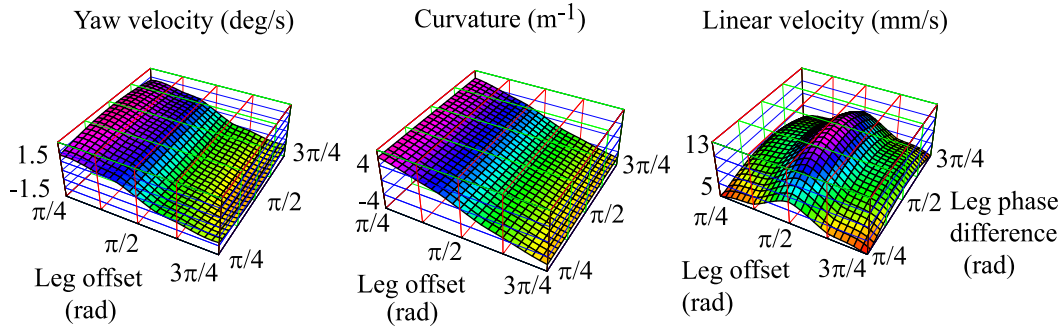 Yaw velocity (deg/s)
1.5
-1.5
π/4
π/2
3π/4
π/4
π/2
3π/4
Leg offset
(rad)
Curvature (m-1)
4
-4
π/4
π/2
3π/4
π/4
π/2
3π/4
Leg offset
(rad)
Linear velocity (mm/s)
13
5
π/4
π/2
3π/4
π/4
π/2
3π/4
Leg offset
(rad)
Leg phase
difference
(rad)